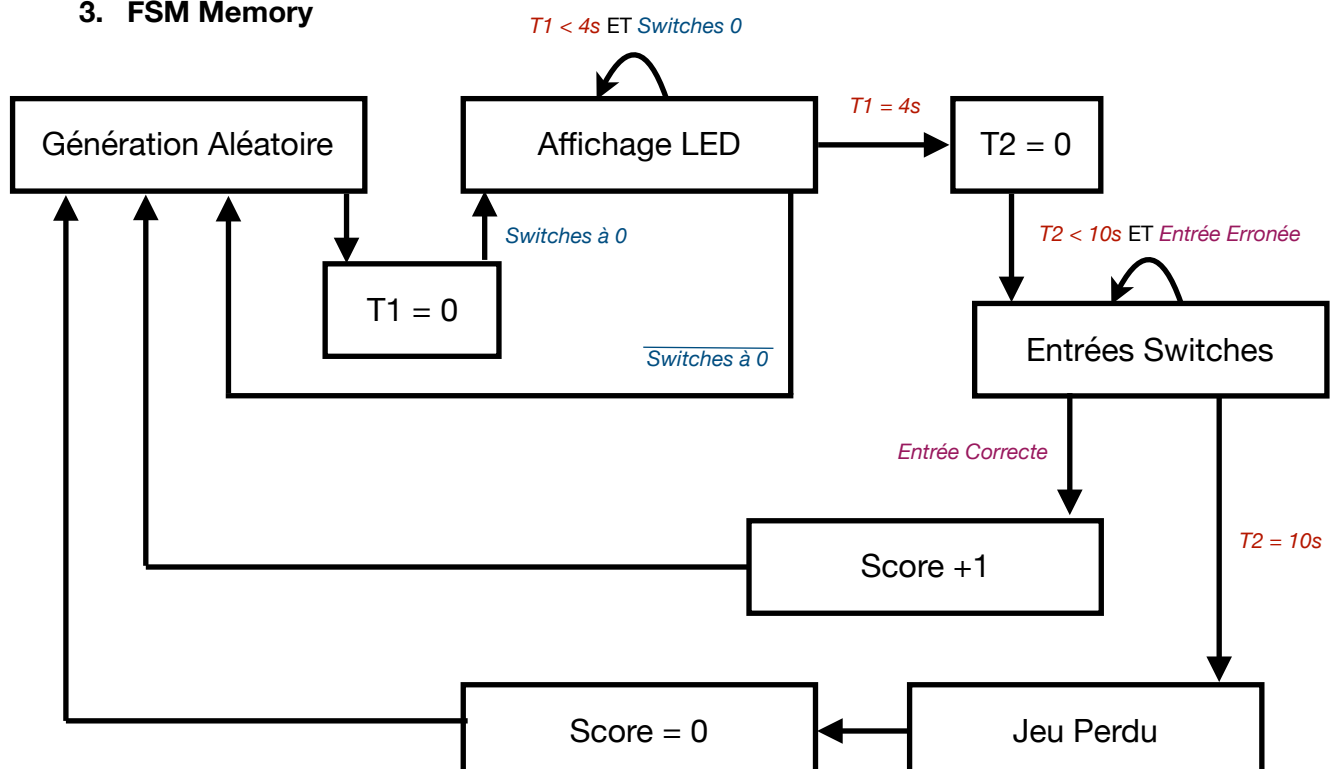 3. FSM Memory
T1 < 4s ET Switches 0
Génération Aléatoire
Affichage LED
T1 = 4s
T2 = 0
Switches à 0
T2 < 10s ET Entrée Erronée
T1 = 0
Switches à 0
Entrées Switches
Entrée Correcte
Score +1
T2 = 10s
Score = 0
Jeu Perdu